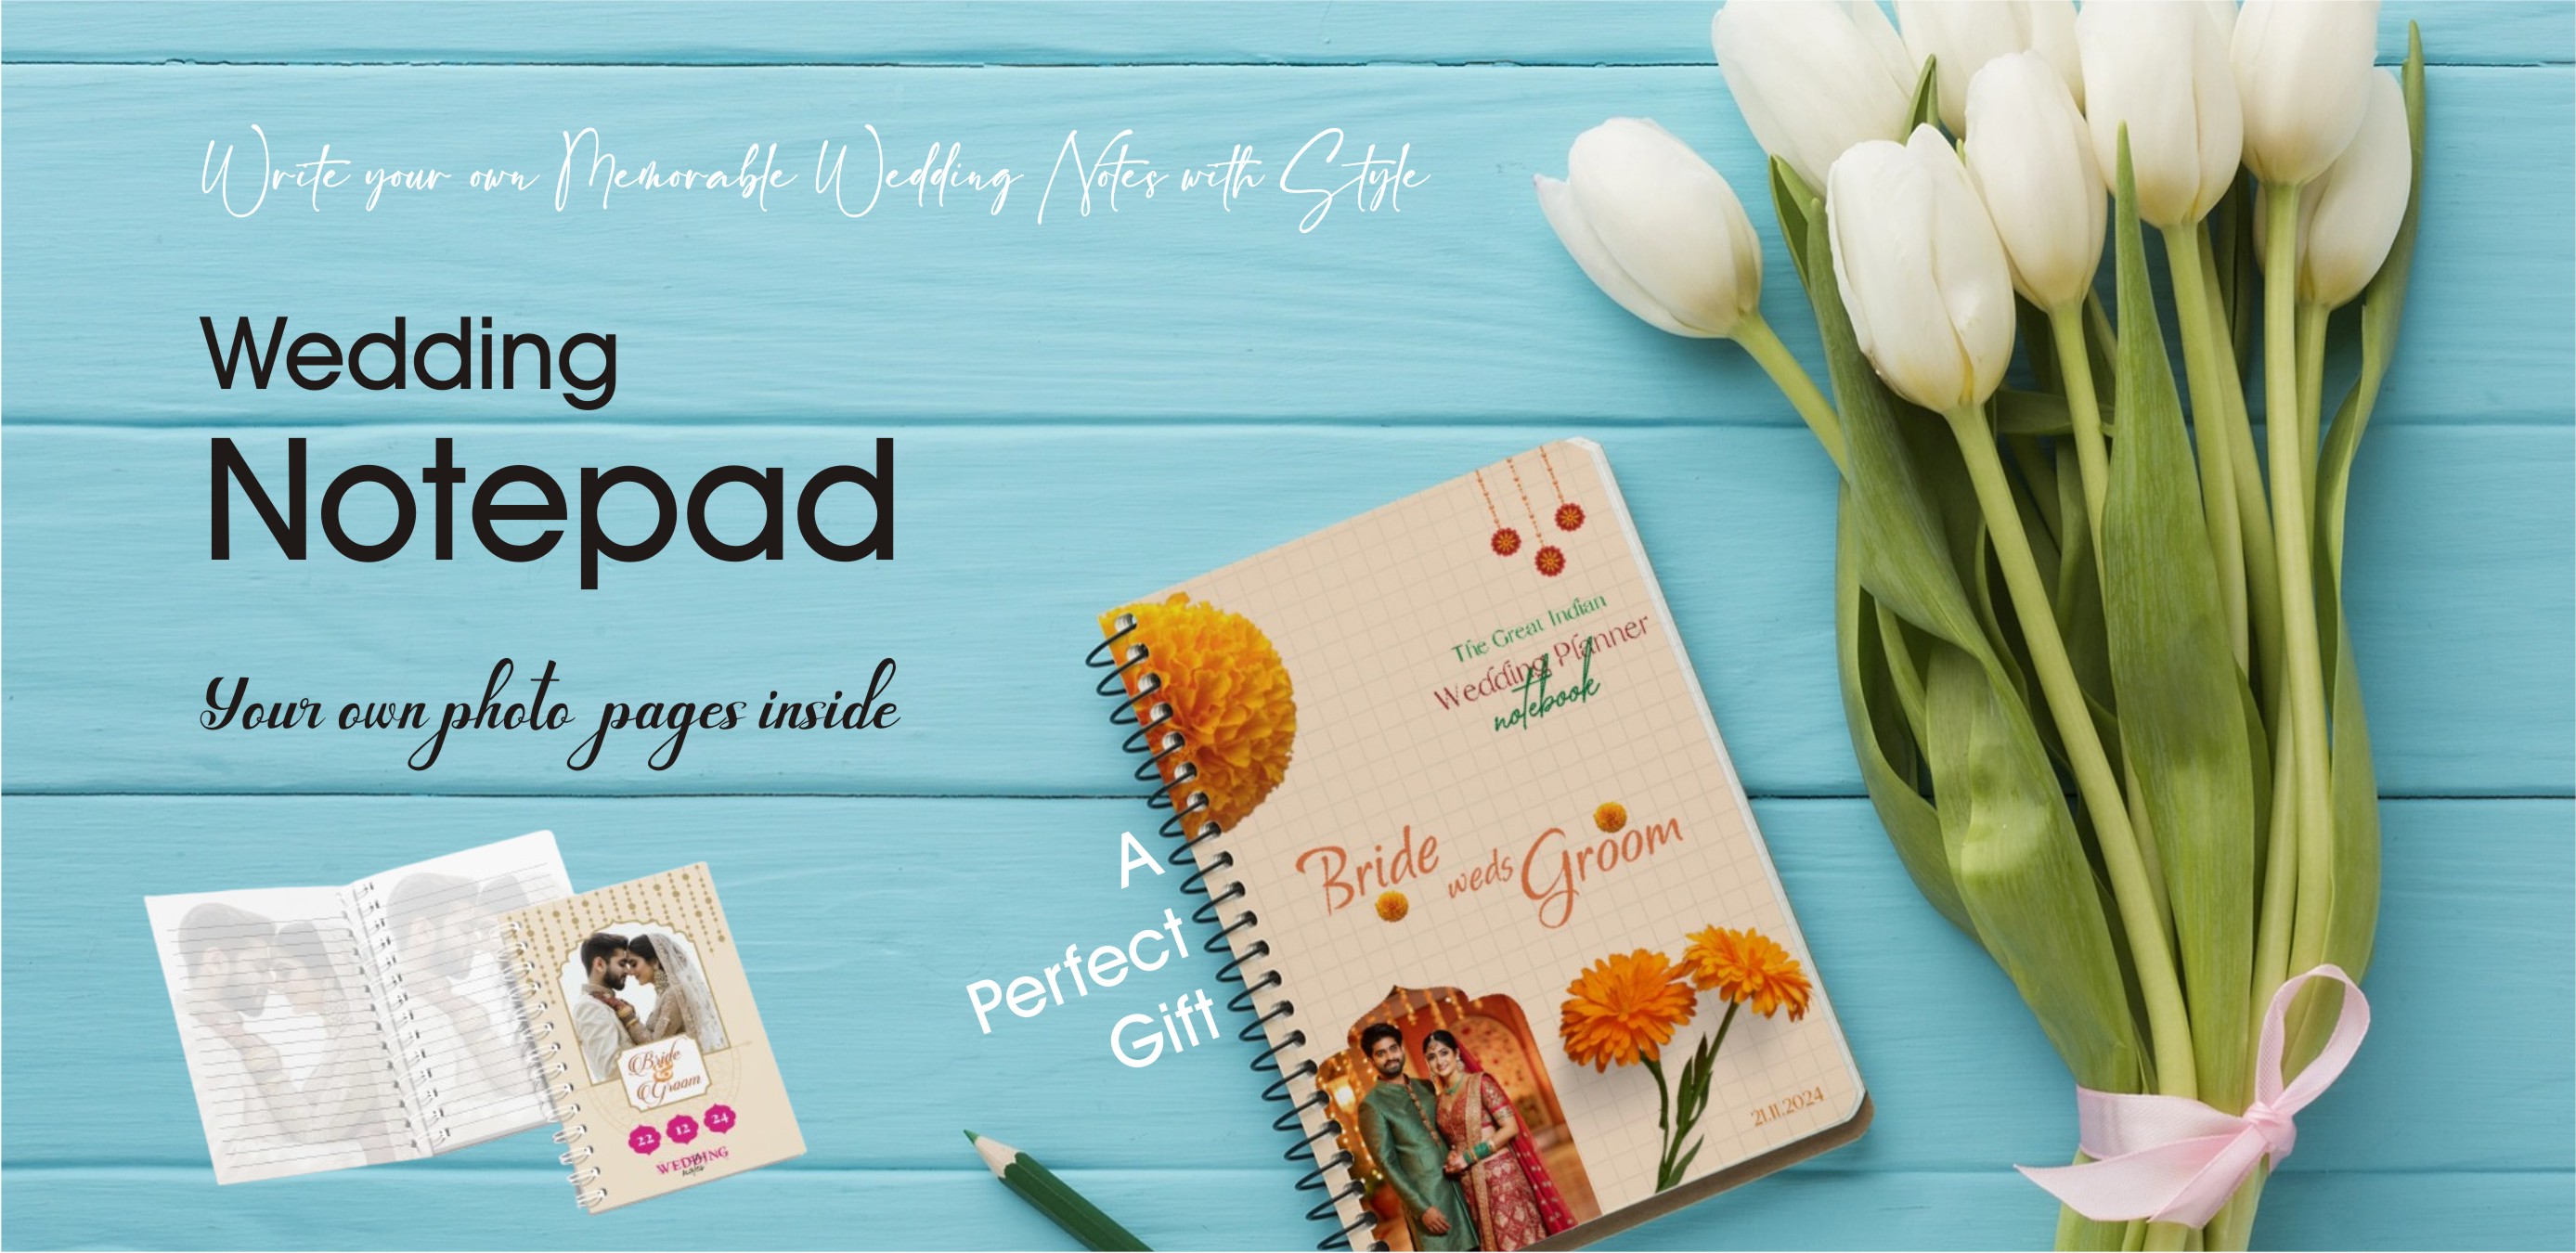 Write your own Memorable Wedding Notes with Style
Wedding
Notepad
Your own photo pages inside
A
Perfect
Gift
The Great Indian
Wedding Planner
notebook
Bride weds Groom
21.11.2024
Bride
&
Groom
22 12 24
WEDDING